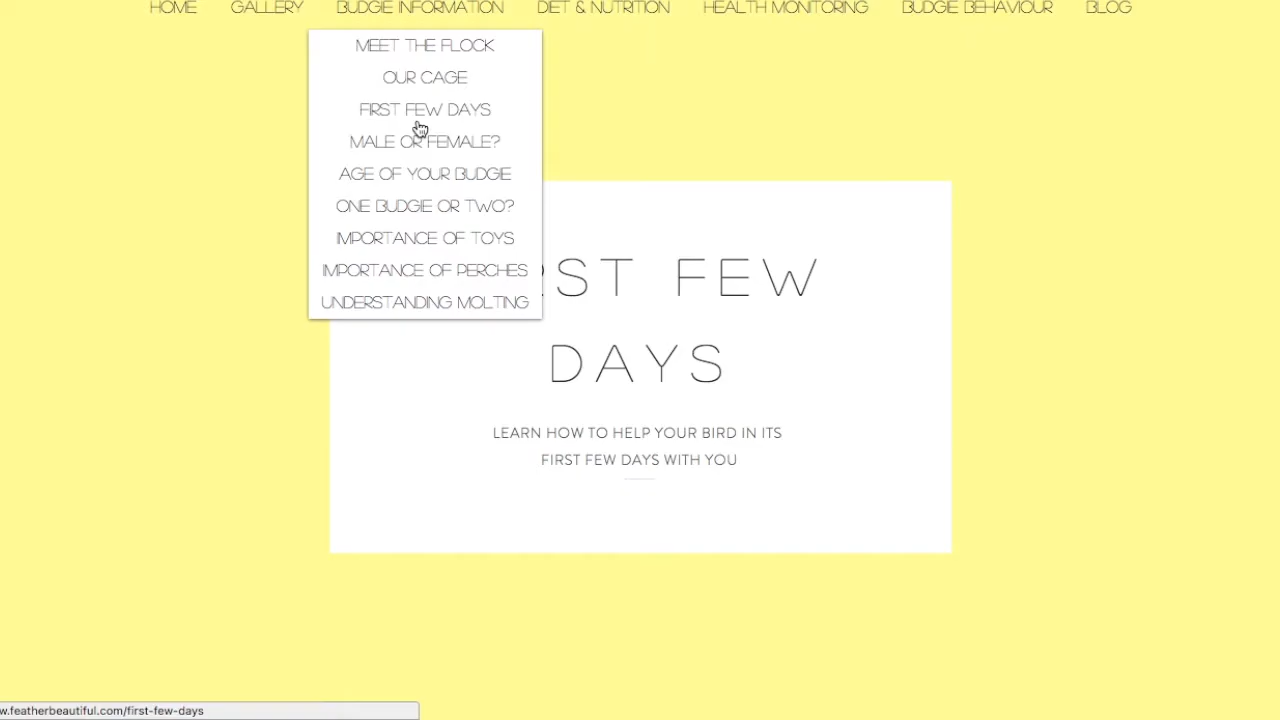 HOME GALLERY BUDGIE INFORMATION DIET & NUTRITION HEALTH MONITORING BUDGIE BEHAVIOUR BLOG
MEET THE FLOCK
OUR CAGE
FIRST FEW DAYS
MALE OR FEMALE?
AGE OF YOUR BUDGIE
ONE BUDGIE OR TWO?
IMPORTANCE OF TOYS
IMPORTANCE OF PERCHES
UNDERSTANDING MOLTING
ST FEW
DAYS
LEARN HOW TO HELP YOUR BIRD IN ITS
FIRST FEW DAYS WITH YOU
w.featherbeautiful.com/first-few-days